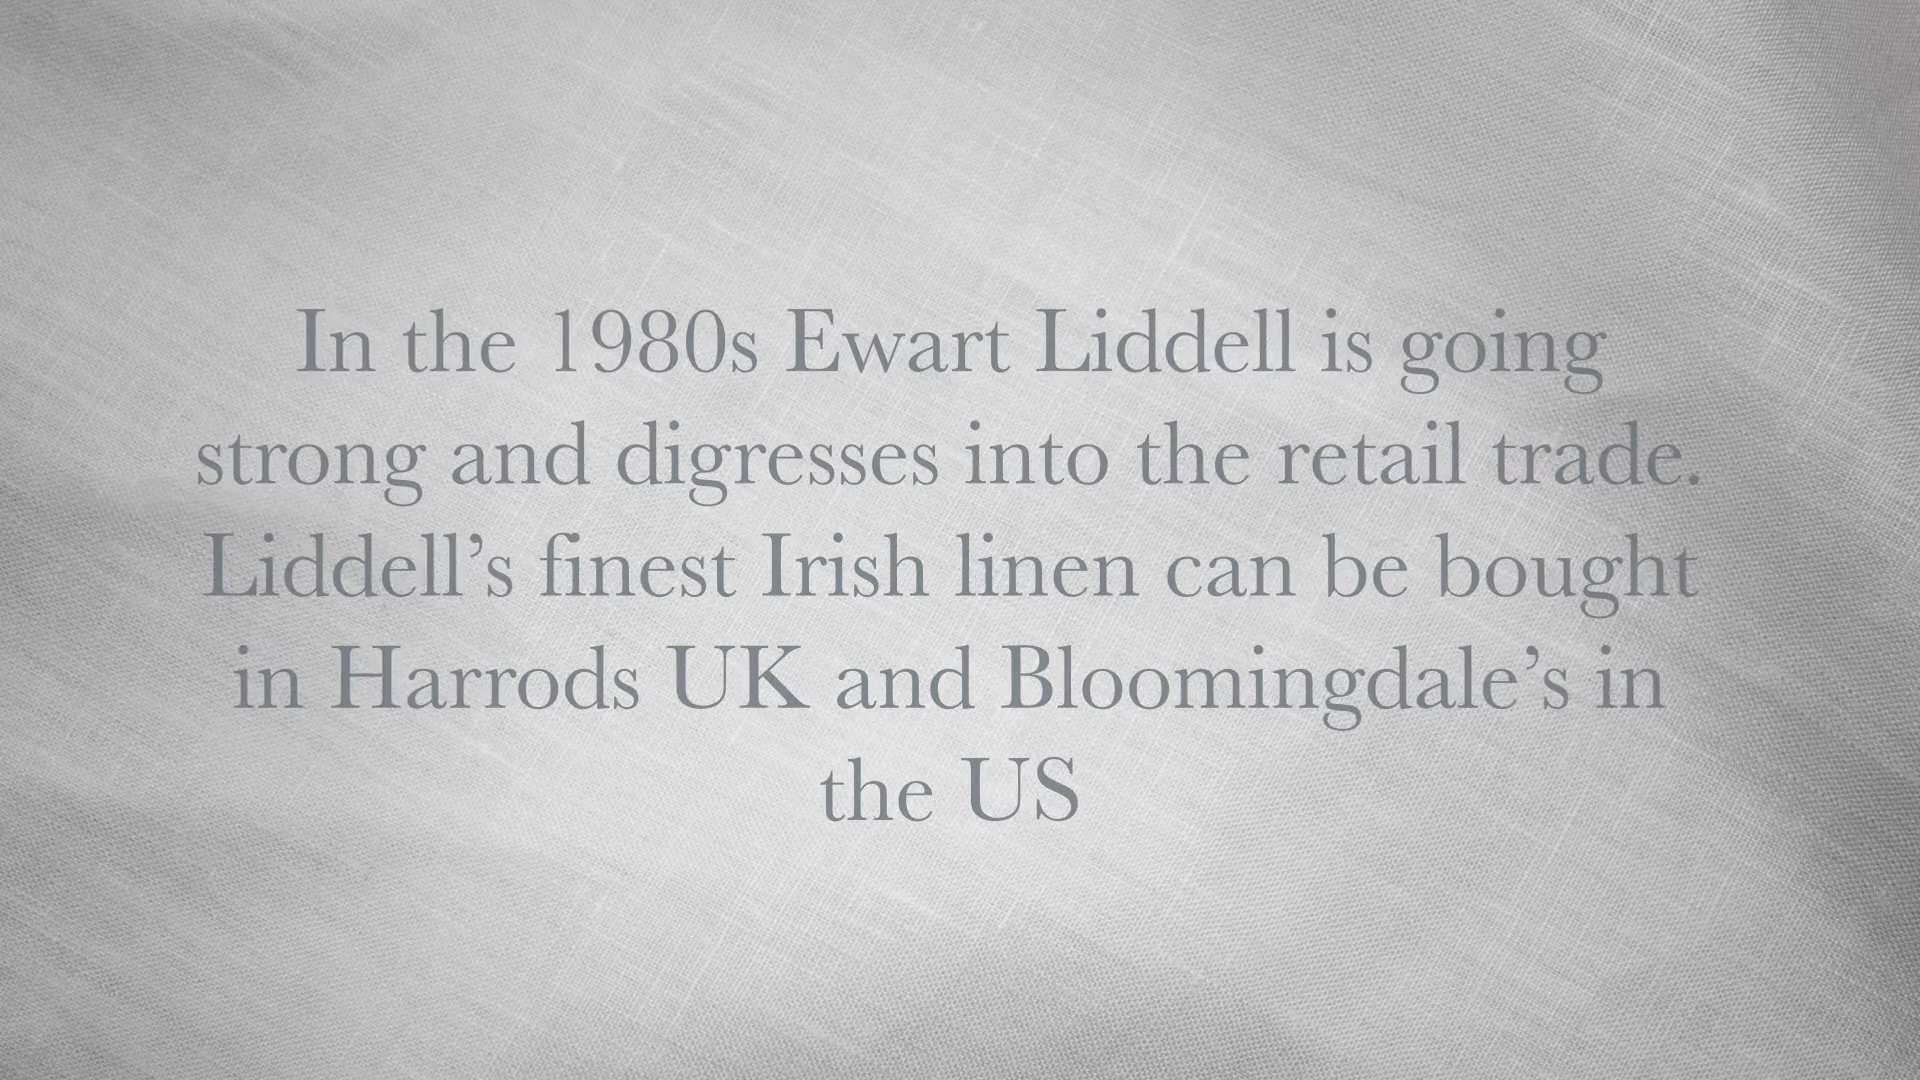 In the 1980s Ewart Liddell is going
strong and digresses into the retail trade.
Liddell’s finest Irish linen can be bought
in Harrods UK and Bloomingdale’s in
the US